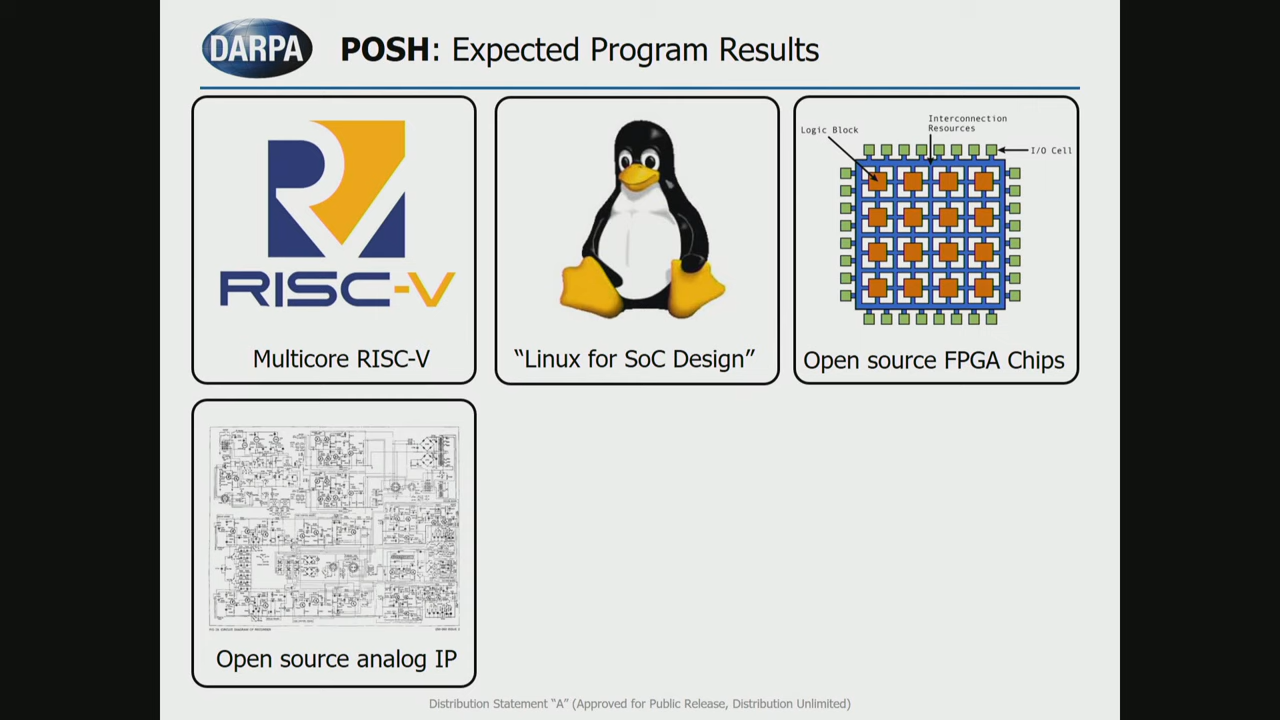 DARPA
POSH: Expected Program Results
RISC-V
Multicore RISC-V
“Linux for SoC Design”
Logic Block
Interconnection
Resources
I/O Cell
Open source FPGA Chips
Open source analog IP
Distribution Statement “A” (Approved for Public Release, Distribution Unlimited)